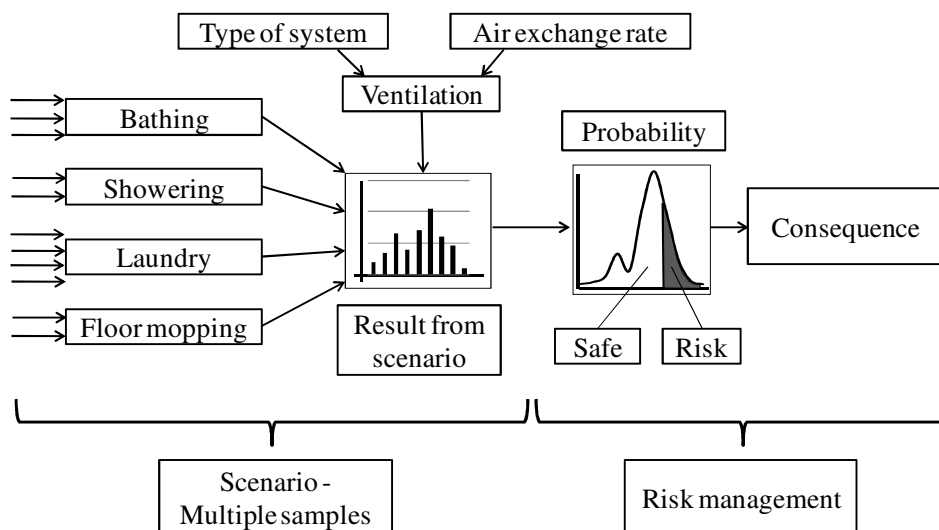 Type of system
Air exchange rate
Ventilation
Bathing
Probability
Showering
Consequence
Laundry
Floor mopping
Result from
scenario
Safe
Risk
Scenario -
Multiple samples
Risk management